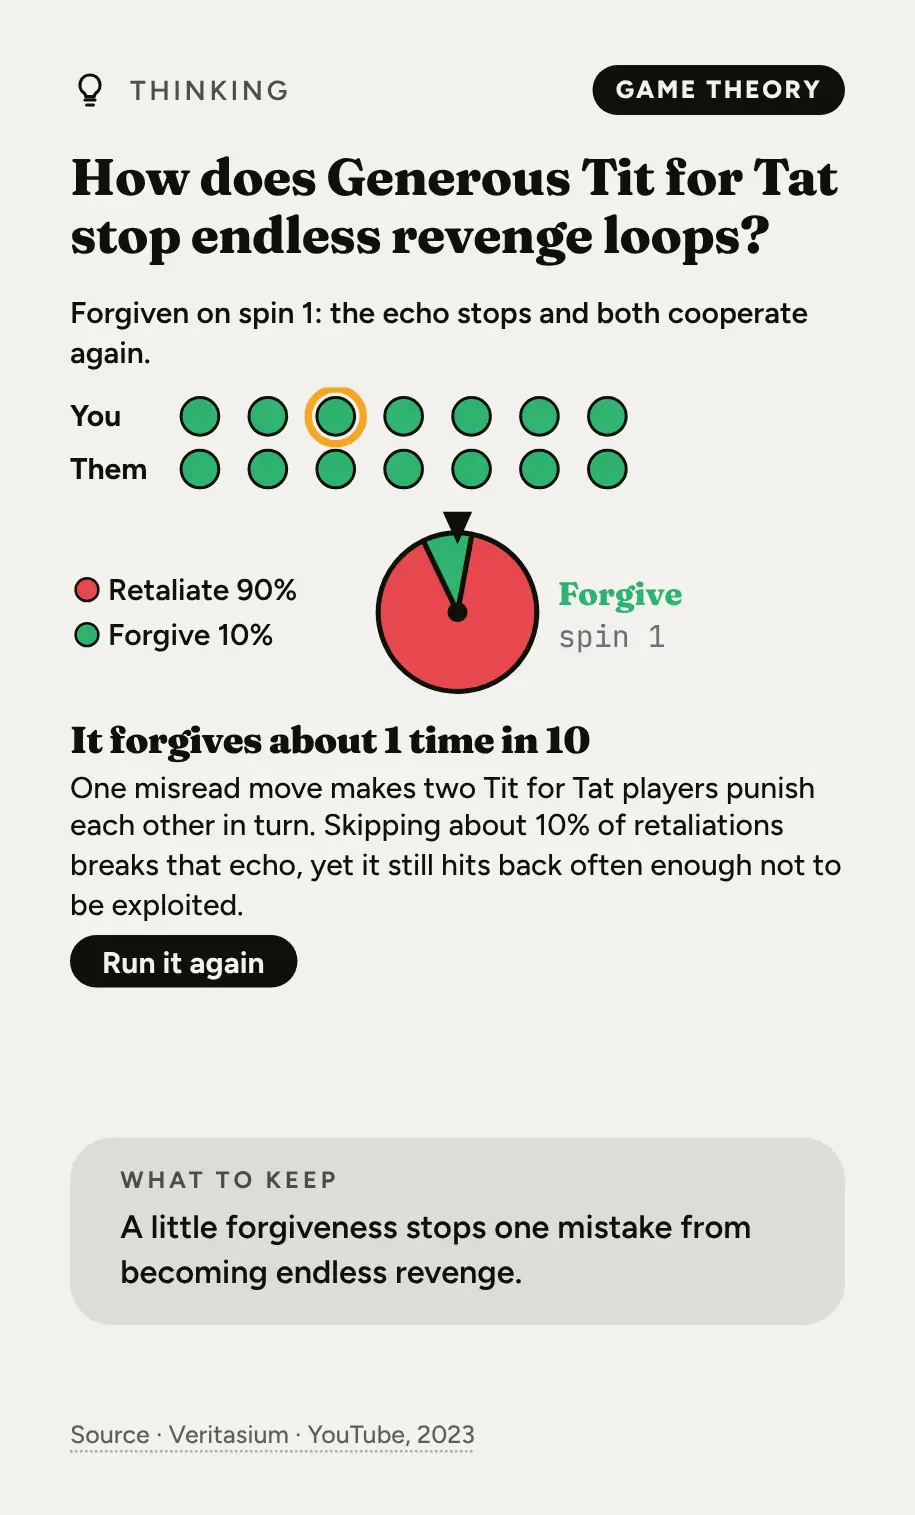 THINKING
GAME THEORY
How does Generous Tit for Tat
stop endless revenge loops?
Forgiven on spin 1: the echo stops and both cooperate
again.
You
Them
Retaliate 90%
Forgive 10%
Forgive
spin 1
It forgives about 1 time in 10
One misread move makes two Tit for Tat players punish
each other in turn. Skipping about 10% of retaliations
breaks that echo, yet it still hits back often enough not to
be exploited.
Run it again
WHAT TO KEEP
A little forgiveness stops one mistake from
becoming endless revenge.
Source · Veritasium · YouTube, 2023